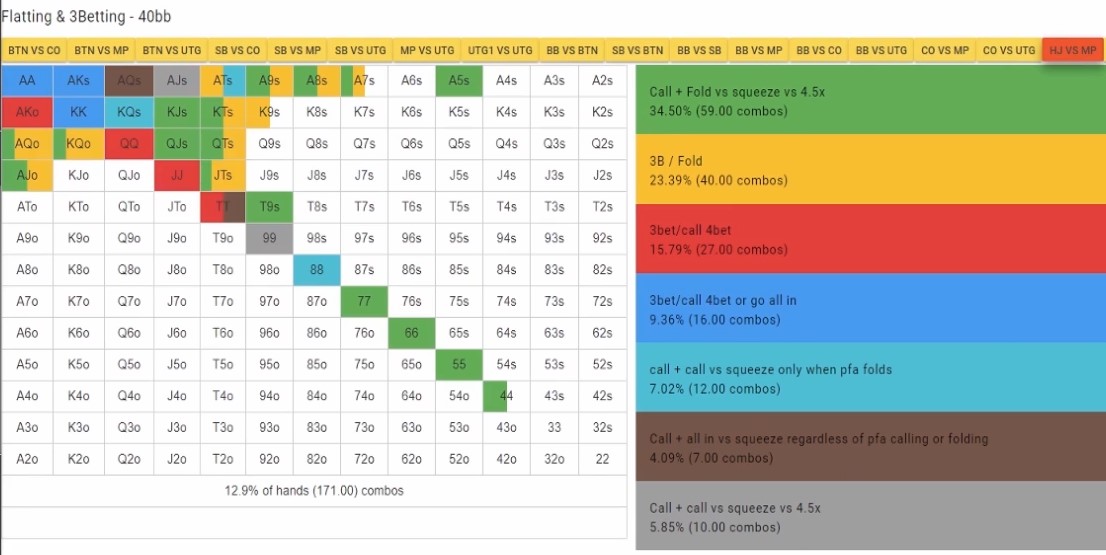 Flatting & 3Betting - 40bb
BTN VS CO BTN VS MP BTN VS UTG SB VS CO SB VS MP SB VS UTG MP VS UTG UTG1 VS UTG BB VS BTN SB VS BTN BB VS SB BB VS MP BB VS CO BB VS UTG CO VS MP CO VS UTG HJ VS MP
AA AKs AQs AJs ATs A9s A8s A7s A6s A5s A4s A3s A2s
AKo KK KQs KJs KTs K9s K8s K7s K6s K5s K4s K3s K2s
AQo KQo QQ QJs QTs Q9s Q8s Q7s Q6s Q5s Q4s Q3s Q2s
AJo KJo QJo JJ JTs J9s J8s J7s J6s J5s J4s J3s J2s
ATo KTo QTo JTo TT T9s T8s T7s T6s T5s T4s T3s T2s
A9o K9o Q9o J9o T9o 99 98s 97s 96s 95s 94s 93s 92s
A8o K8o Q8o J8o T8o 98o 88 87s 86s 85s 84s 83s 82s
A7o K7o Q7o J7o T7o 97o 87o 77 76s 75s 74s 73s 72s
A6o K6o Q6o J6o T6o 96o 86o 76o 66 65s 64s 63s 62s
A5o K5o Q5o J5o T5o 95o 85o 75o 65o 55 54s 53s 52s
A4o K4o Q4o J4o T4o 94o 84o 74o 64o 54o 44 43s 42s
A3o K3o Q3o J3o T3o 93o 83o 73o 63o 53o 43o 33 32s
A2o K2o Q2o J2o T2o 92o 82o 72o 62o 52o 42o 32o 22
12.9% of hands (171.00) combos
Call + Fold vs squeeze vs 4.5x
34.50% (59.00 combos)
3B / Fold
23.39% (40.00 combos)
3bet/call 4bet
15.79% (27.00 combos)
3bet/call 4bet or go all in
9.36% (16.00 combos)
call + call vs squeeze only when pfa folds
7.02% (12.00 combos)
Call + all in vs squeeze regardless of pfa calling or folding
4.09% (7.00 combos)
Call + call vs squeeze vs 4.5x
5.85% (10.00 combos)